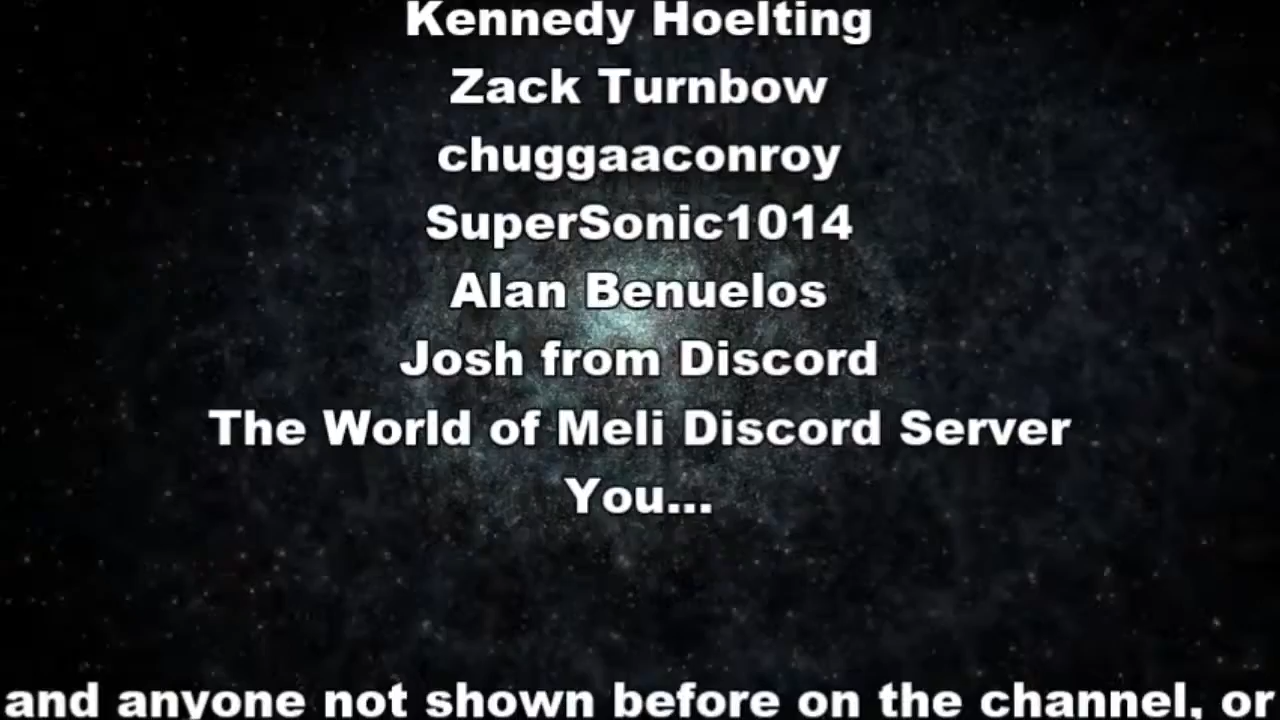 Kennedy Hoelting
Zack Turnbow
chuggaaconroy
SuperSonic1014
Alan Benuelos
Josh from Discord
The World of Meli Discord Server
You...
and anyone not shown before on the channel, or